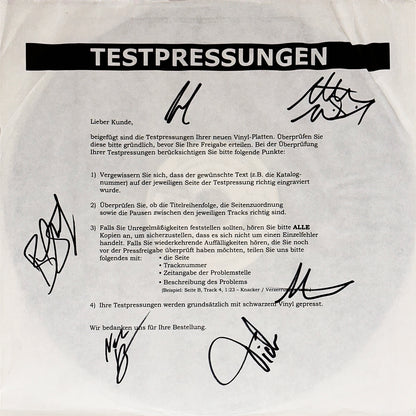 TESTPRESSUNGEN
Lieber Kunde,
beigefügt sind die Testpressungen Ihrer neuen Vinyl-Platten. Überprüfen Sie
diese bitte gründlich, bevor Sie Ihre Freigabe erteilen. Bei der Überprüfung
Ihrer Testpressungen berücksichtigen Sie bitte folgende Punkte:
1) Vergewissern Sie sich, dass der gewünschte Text (z.B. die Katalog-
nummer) auf der jeweiligen Seite der Testpressung richtig eingraviert
wurde.
2) Überprüfen Sie, ob die Titelreihenfolge, die Seitenzuordnung
sowie die Pausen zwischen den jeweiligen Tracks richtig sind.
3) Falls Sie Unregelmäßigkeiten feststellen sollten, hören Sie bitte ALLE
Kopien an, um sicherzustellen, dass es sich nicht um einen Einzelfehler
handelt. Falls Sie wiederkehrende Auffälligkeiten hören, die Sie noch
vor der Pressfreigabe überprüft haben möchten, teilen Sie uns bitte
folgendes mit: • die Seite
• Tracknummer
• Zeitangabe der Problemstelle
• Beschreibung des Problems
(Beispiel: Seite B, Track 4, 1:23 – Knacker /
4) Ihre Testpressungen werden grundsätzlich mit schwarzem Vinyl gepresst.
Wir bedanken uns für Ihre Bestellung.